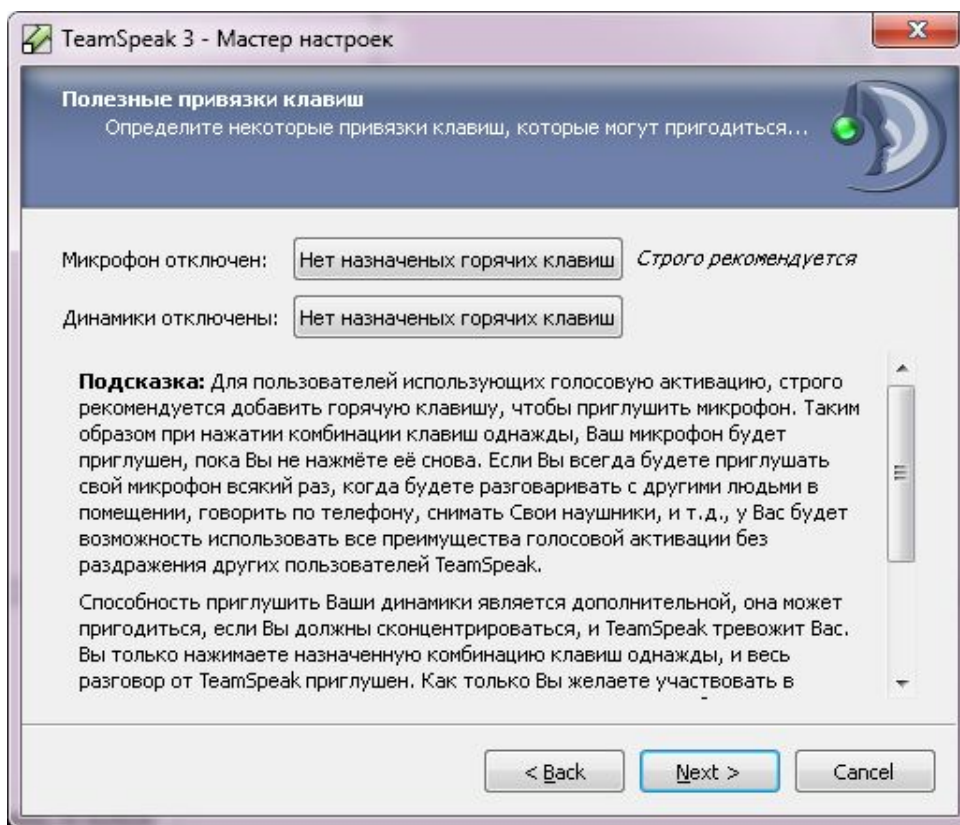 TeamSpeak 3 - Мастер настроек
Полезные привязки клавиш
Определите некоторые привязки клавиш, которые могут пригодиться...
Микрофон отключен: Нет назначеных горячих клавиш Строго рекомендуется
Динамики отключены: Нет назначеных горячих клавиш
Подсказка: Для пользователей использующих голосовую активацию, строго
рекомендуется добавить горячую клавишу, чтобы приглушить микрофон. Таким
образом при нажатии комбинации клавиш однажды, Ваш микрофон будет
приглушен, пока Вы не нажмёте её снова. Если Вы всегда будете приглушать
свой микрофон всякий раз, когда будете разговаривать с другими людьми в
помещении, говорить по телефону, снимать Свои наушники, и т.д., у Вас будет
возможность использовать все преимущества голосовой активации без
раздражения других пользователей TeamSpeak.
Способность приглушить Ваши динамики является дополнительной, она может
пригодиться, если Вы должны сконцентрироваться, и TeamSpeak тревожит Вас.
Вы только нажимаете назначенную комбинацию клавиш однажды, и весь
разговор от TeamSpeak приглушен. Как только Вы желаете участвовать в
< Back Next > Cancel